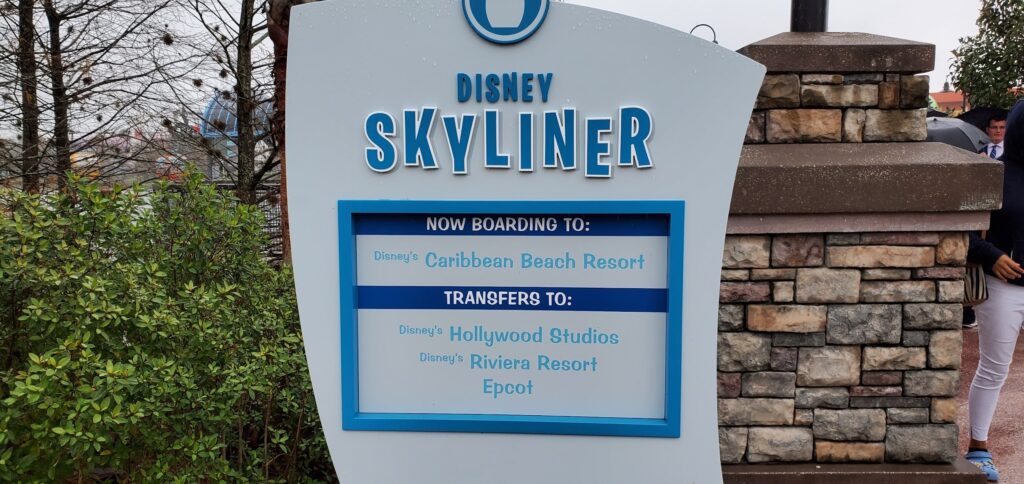 DISNEY
SKYLINER
NOW BOARDING TO:
Disney's Caribbean Beach Resort
TRANSFERS TO:
Disney's Hollywood Studios
Disney's Riviera Resort
Epcot